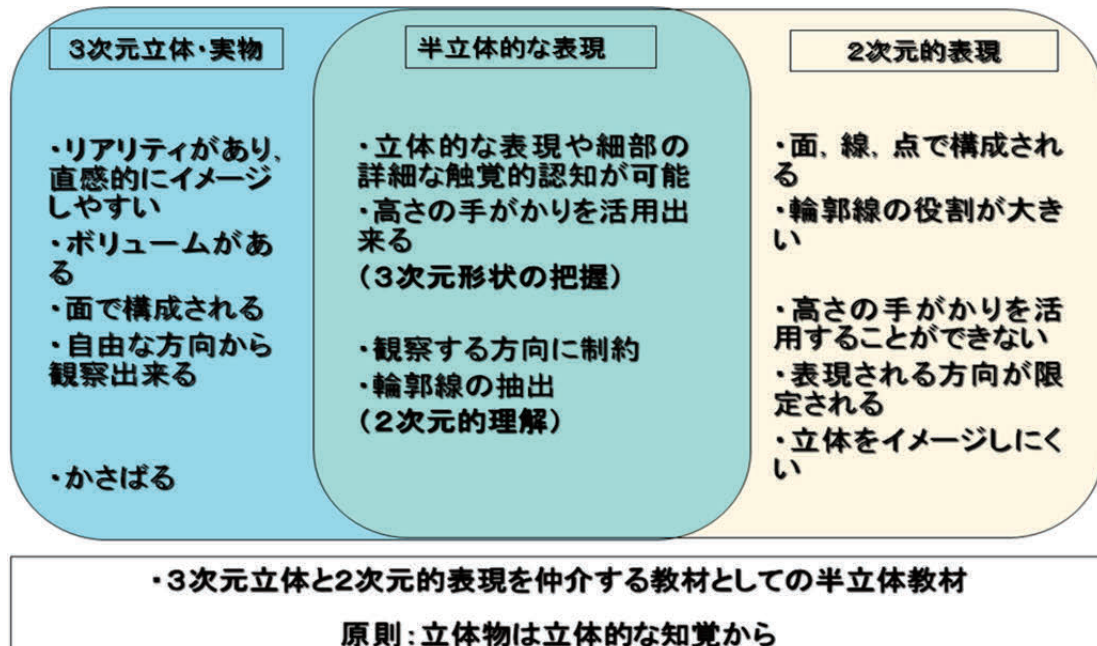 3次元立体・実物
・リアリティがあり,
直感的にイメージ
しやすい
・ボリュームがあ
る
・面で構成される
・自由な方向から
観察出来る
・かさばる
半立体的な表現
・立体的な表現や細部の
詳細な触覚的認知が可能
・高さの手がかりを活用出
来る
(3次元形状の把握)
・観察する方向に制約
・輪郭線の抽出
(2次元的理解)
2次元的表現
・面, 線, 点で構成され
る
・輪郭線の役割が大き
い
・高さの手がかりを活
用することができない
・表現される方向が限
定される
・立体をイメージしにく
い
・3次元立体と2次元的表現を仲介する教材としての半立体教材
原則:立体物は立体的な知覚から